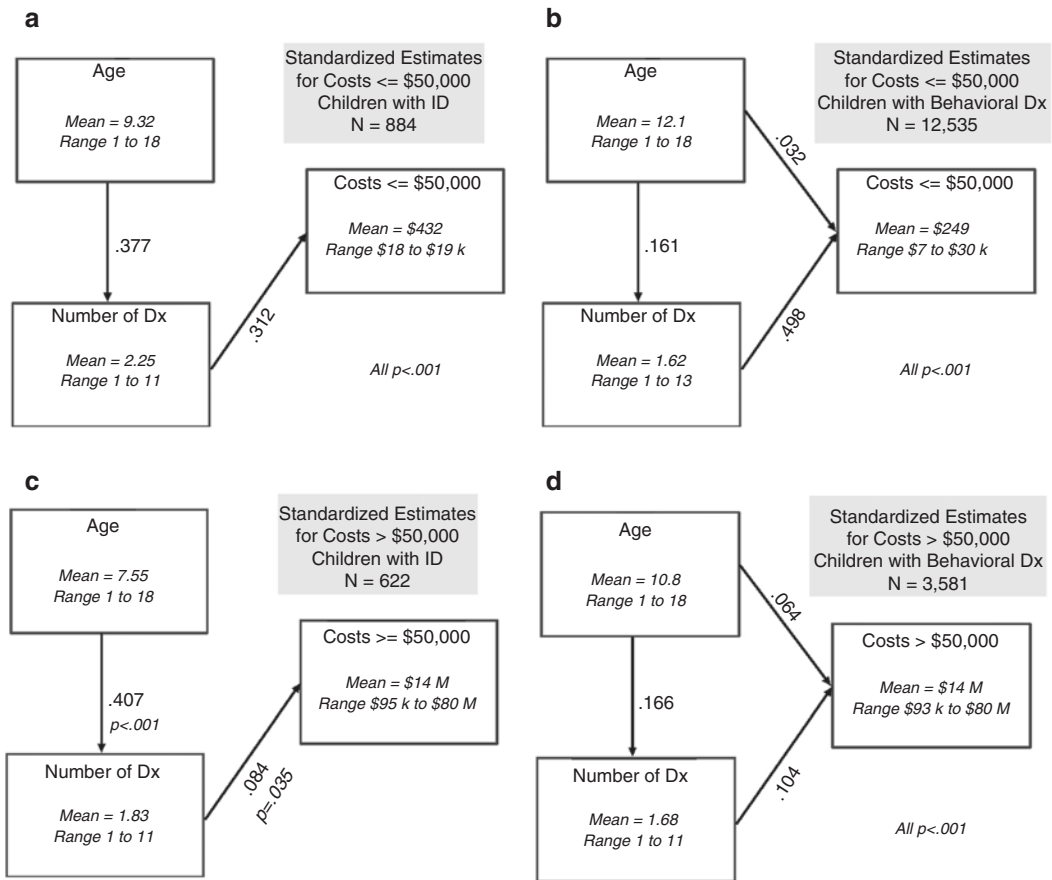 a
Age
Mean = 9.32
Range 1 to 18
Standardized Estimates
for Costs <= $50,000
Children with ID
N = 884
Costs <= $50,000
Mean = $432
Range $18 to $19 k
.377
.312
Number of Dx
Mean = 2.25
Range 1 to 11
All p<.001
b
Age
Mean = 12.1
Range 1 to 18
Standardized Estimates
for Costs <= $50,000
Children with Behavioral Dx
N = 12,535
.032
Costs <= $50,000
Mean = $249
Range $7 to $30 k
.161
.498
Number of Dx
Mean = 1.62
Range 1 to 13
All p<.001
c
Age
Mean = 7.55
Range 1 to 18
Standardized Estimates
for Costs > $50,000
Children with ID
N = 622
Costs >= $50,000
Mean = $14 M
Range $95 k to $80 M
.407
p<.001
.084
p=.035
Number of Dx
Mean = 1.83
Range 1 to 11
d
Age
Mean = 10.8
Range 1 to 18
Standardized Estimates
for Costs > $50,000
Children with Behavioral Dx
N = 3,581
.064
Costs > $50,000
Mean = $14 M
Range $93 k to $80 M
.166
.104
Number of Dx
Mean = 1.68
Range 1 to 11
All p<.001